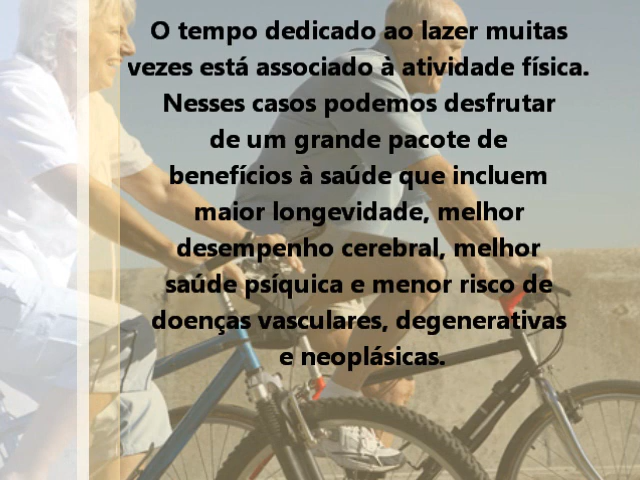 O tempo dedicado ao lazer muitas
vezes está associado à atividade física.
Nesses casos podemos desfrutar
de um grande pacote de
benefícios à saúde que incluem
maior longevidade, melhor
desempenho cerebral, melhor
saúde psíquica e menor risco de
doenças vasculares, degenerativas
e neoplásicas.